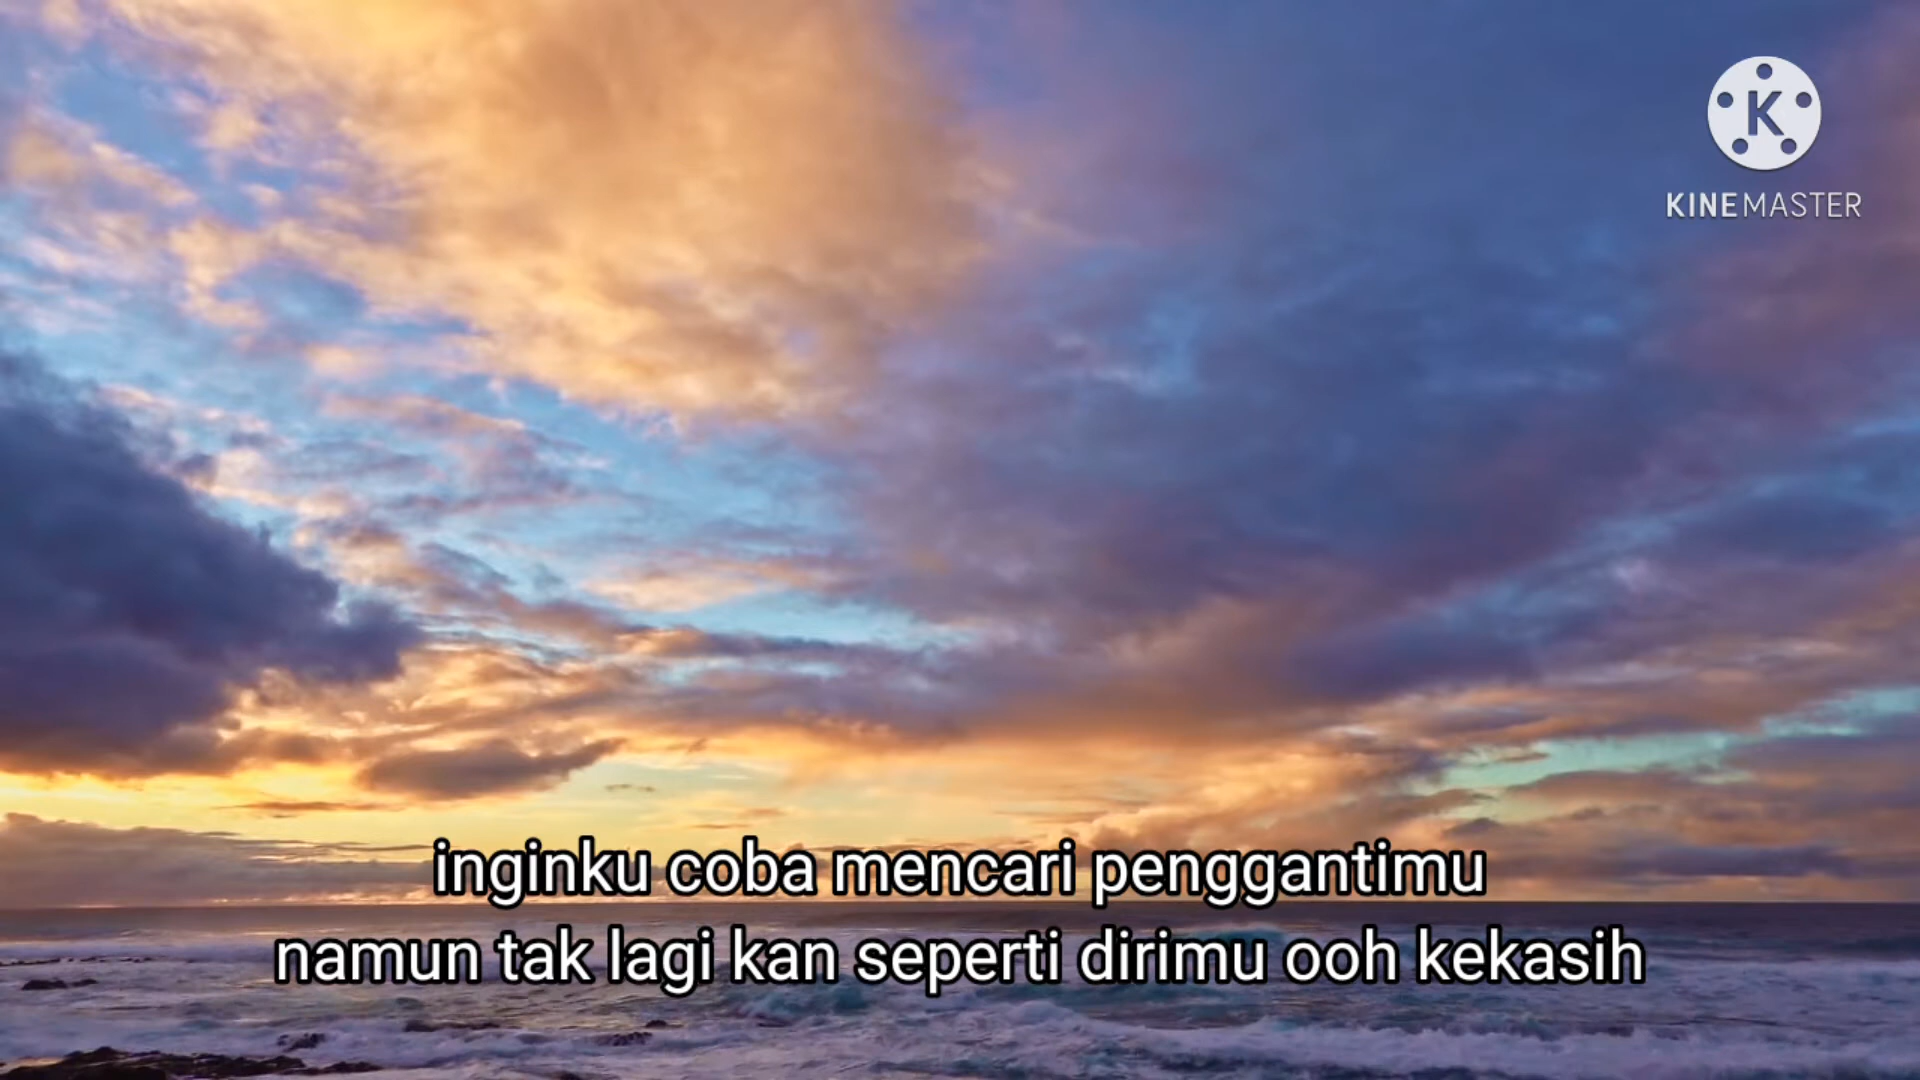 K
KINEMASTER
inginku coba mencari penggantimu
namun tak lagi kan seperti dirimu ooh kekasih